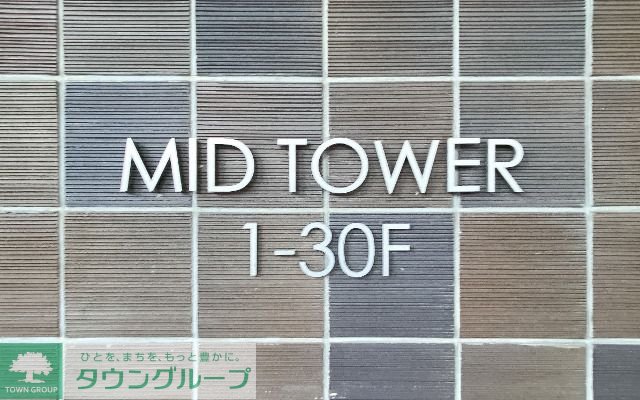 MID TOWER
1-30F
ひとを、まちを、もっと豊かに。
タウングループ
TOWN GROUP